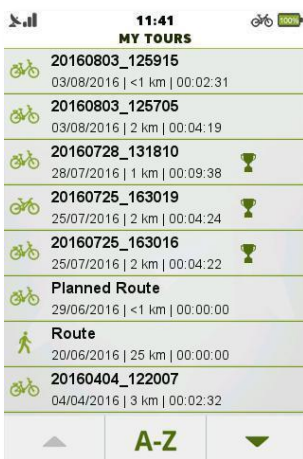 11:41
100%
MY TOURS
20160803_125915
03/08/2016 | <1 km | 00:02:31
20160803_125705
03/08/2016 | 2 km | 00:04:19
20160728_131810
28/07/2016 | 1 km | 00:09:38
20160725_163019
25/07/2016 | 2 km | 00:04:24
20160725_163016
25/07/2016 | 2 km | 00:04:22
Planned Route
29/06/2016 | <1 km | 00:00:00
Route
20/06/2016 | 25 km | 00:00:00
20160404_122007
04/04/2016 | 3 km | 00:02:32
A-Z